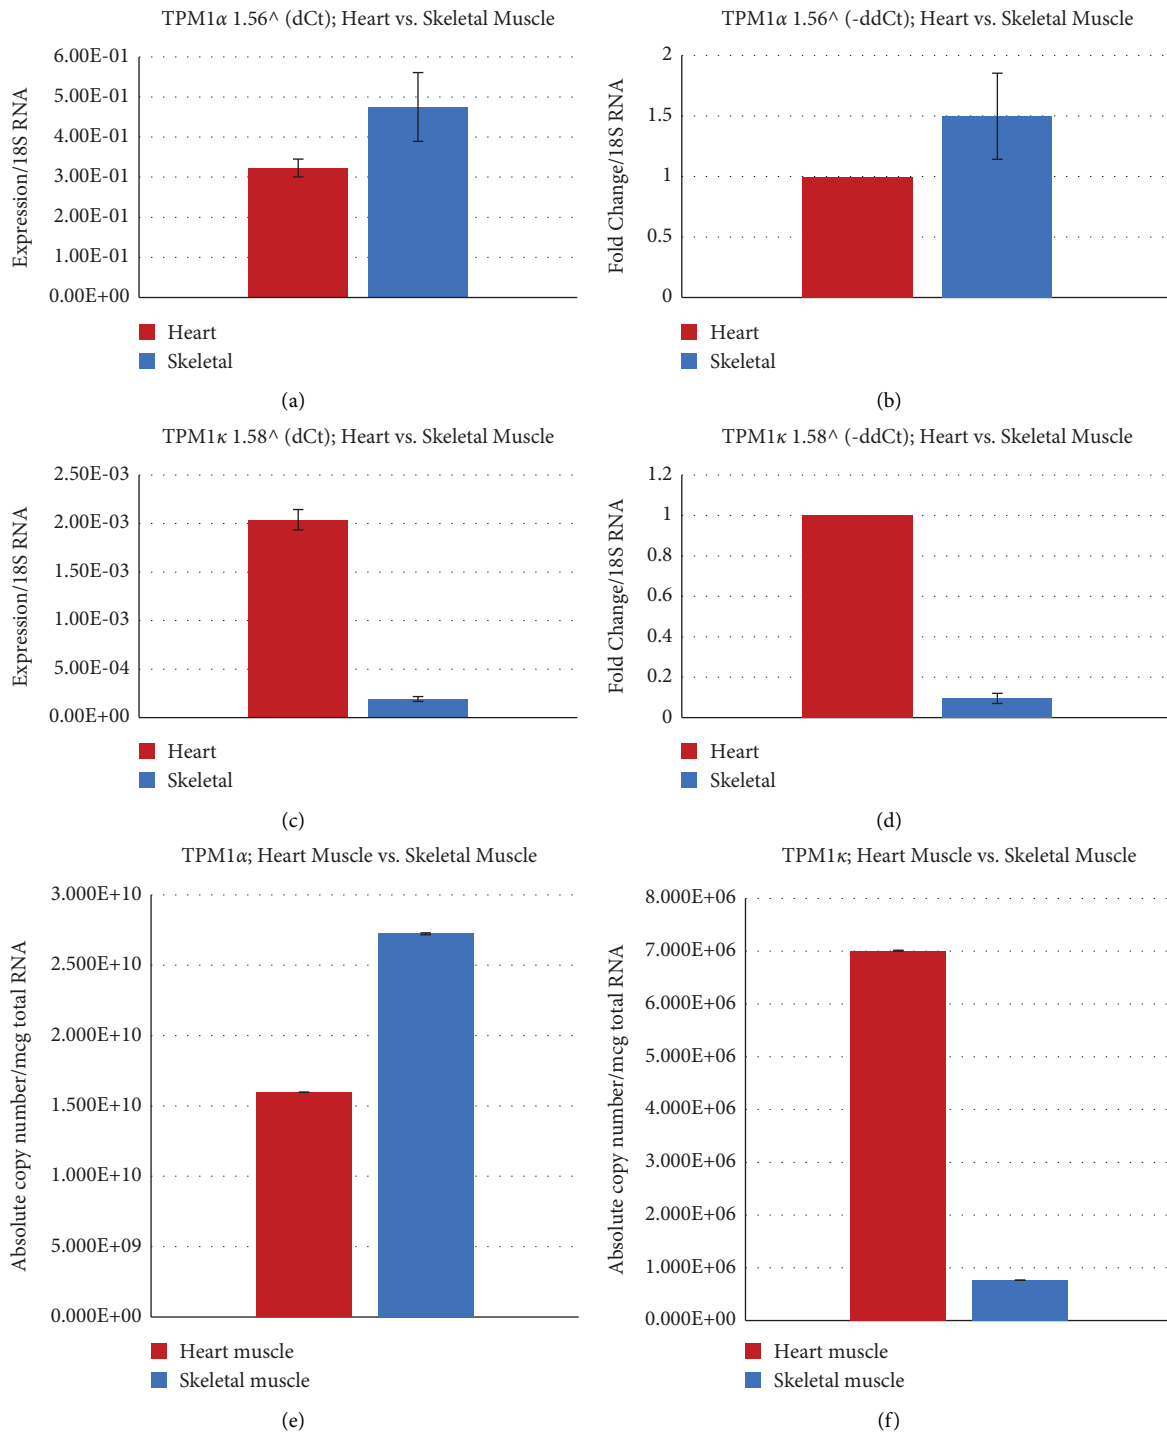 TPM1α 1.56^ (dCt); Heart vs. Skeletal Muscle
Expression/18S RNA
6.00E-01
5.00E-01
4.00E-01
3.00E-01
2.00E-01
1.00E-01
0.00E+00
Heart
Skeletal
(a)
TPM1α 1.56^ (-ddCt); Heart vs. Skeletal Muscle
Fold Change/18S RNA
2
1.5
1
0.5
0
Heart
Skeletal
(b)
TPM1κ 1.58^ (dCt); Heart vs. Skeletal Muscle
Expression/18S RNA
2.50E-03
2.00E-03
1.50E-03
1.00E-03
5.00E-04
0.00E+00
Heart
Skeletal
(c)
TPM1κ 1.58^ (-ddCt); Heart vs. Skeletal Muscle
Fold Change/18S RNA
1.2
1
0.8
0.6
0.4
0.2
0
Heart
Skeletal
(d)
TPM1α; Heart Muscle vs. Skeletal Muscle
Absolute copy number/mcg total RNA
3.000E+10
2.500E+10
2.000E+10
1.500E+10
1.000E+10
5.000E+09
0.000E+00
Heart muscle
Skeletal muscle
(e)
TPM1κ; Heart Muscle vs. Skeletal Muscle
Absolute copy number/mcg total RNA
8.000E+06
7.000E+06
6.000E+06
5.000E+06
4.000E+06
3.000E+06
2.000E+06
1.000E+06
0.000E+00
Heart muscle
Skeletal muscle
(f)